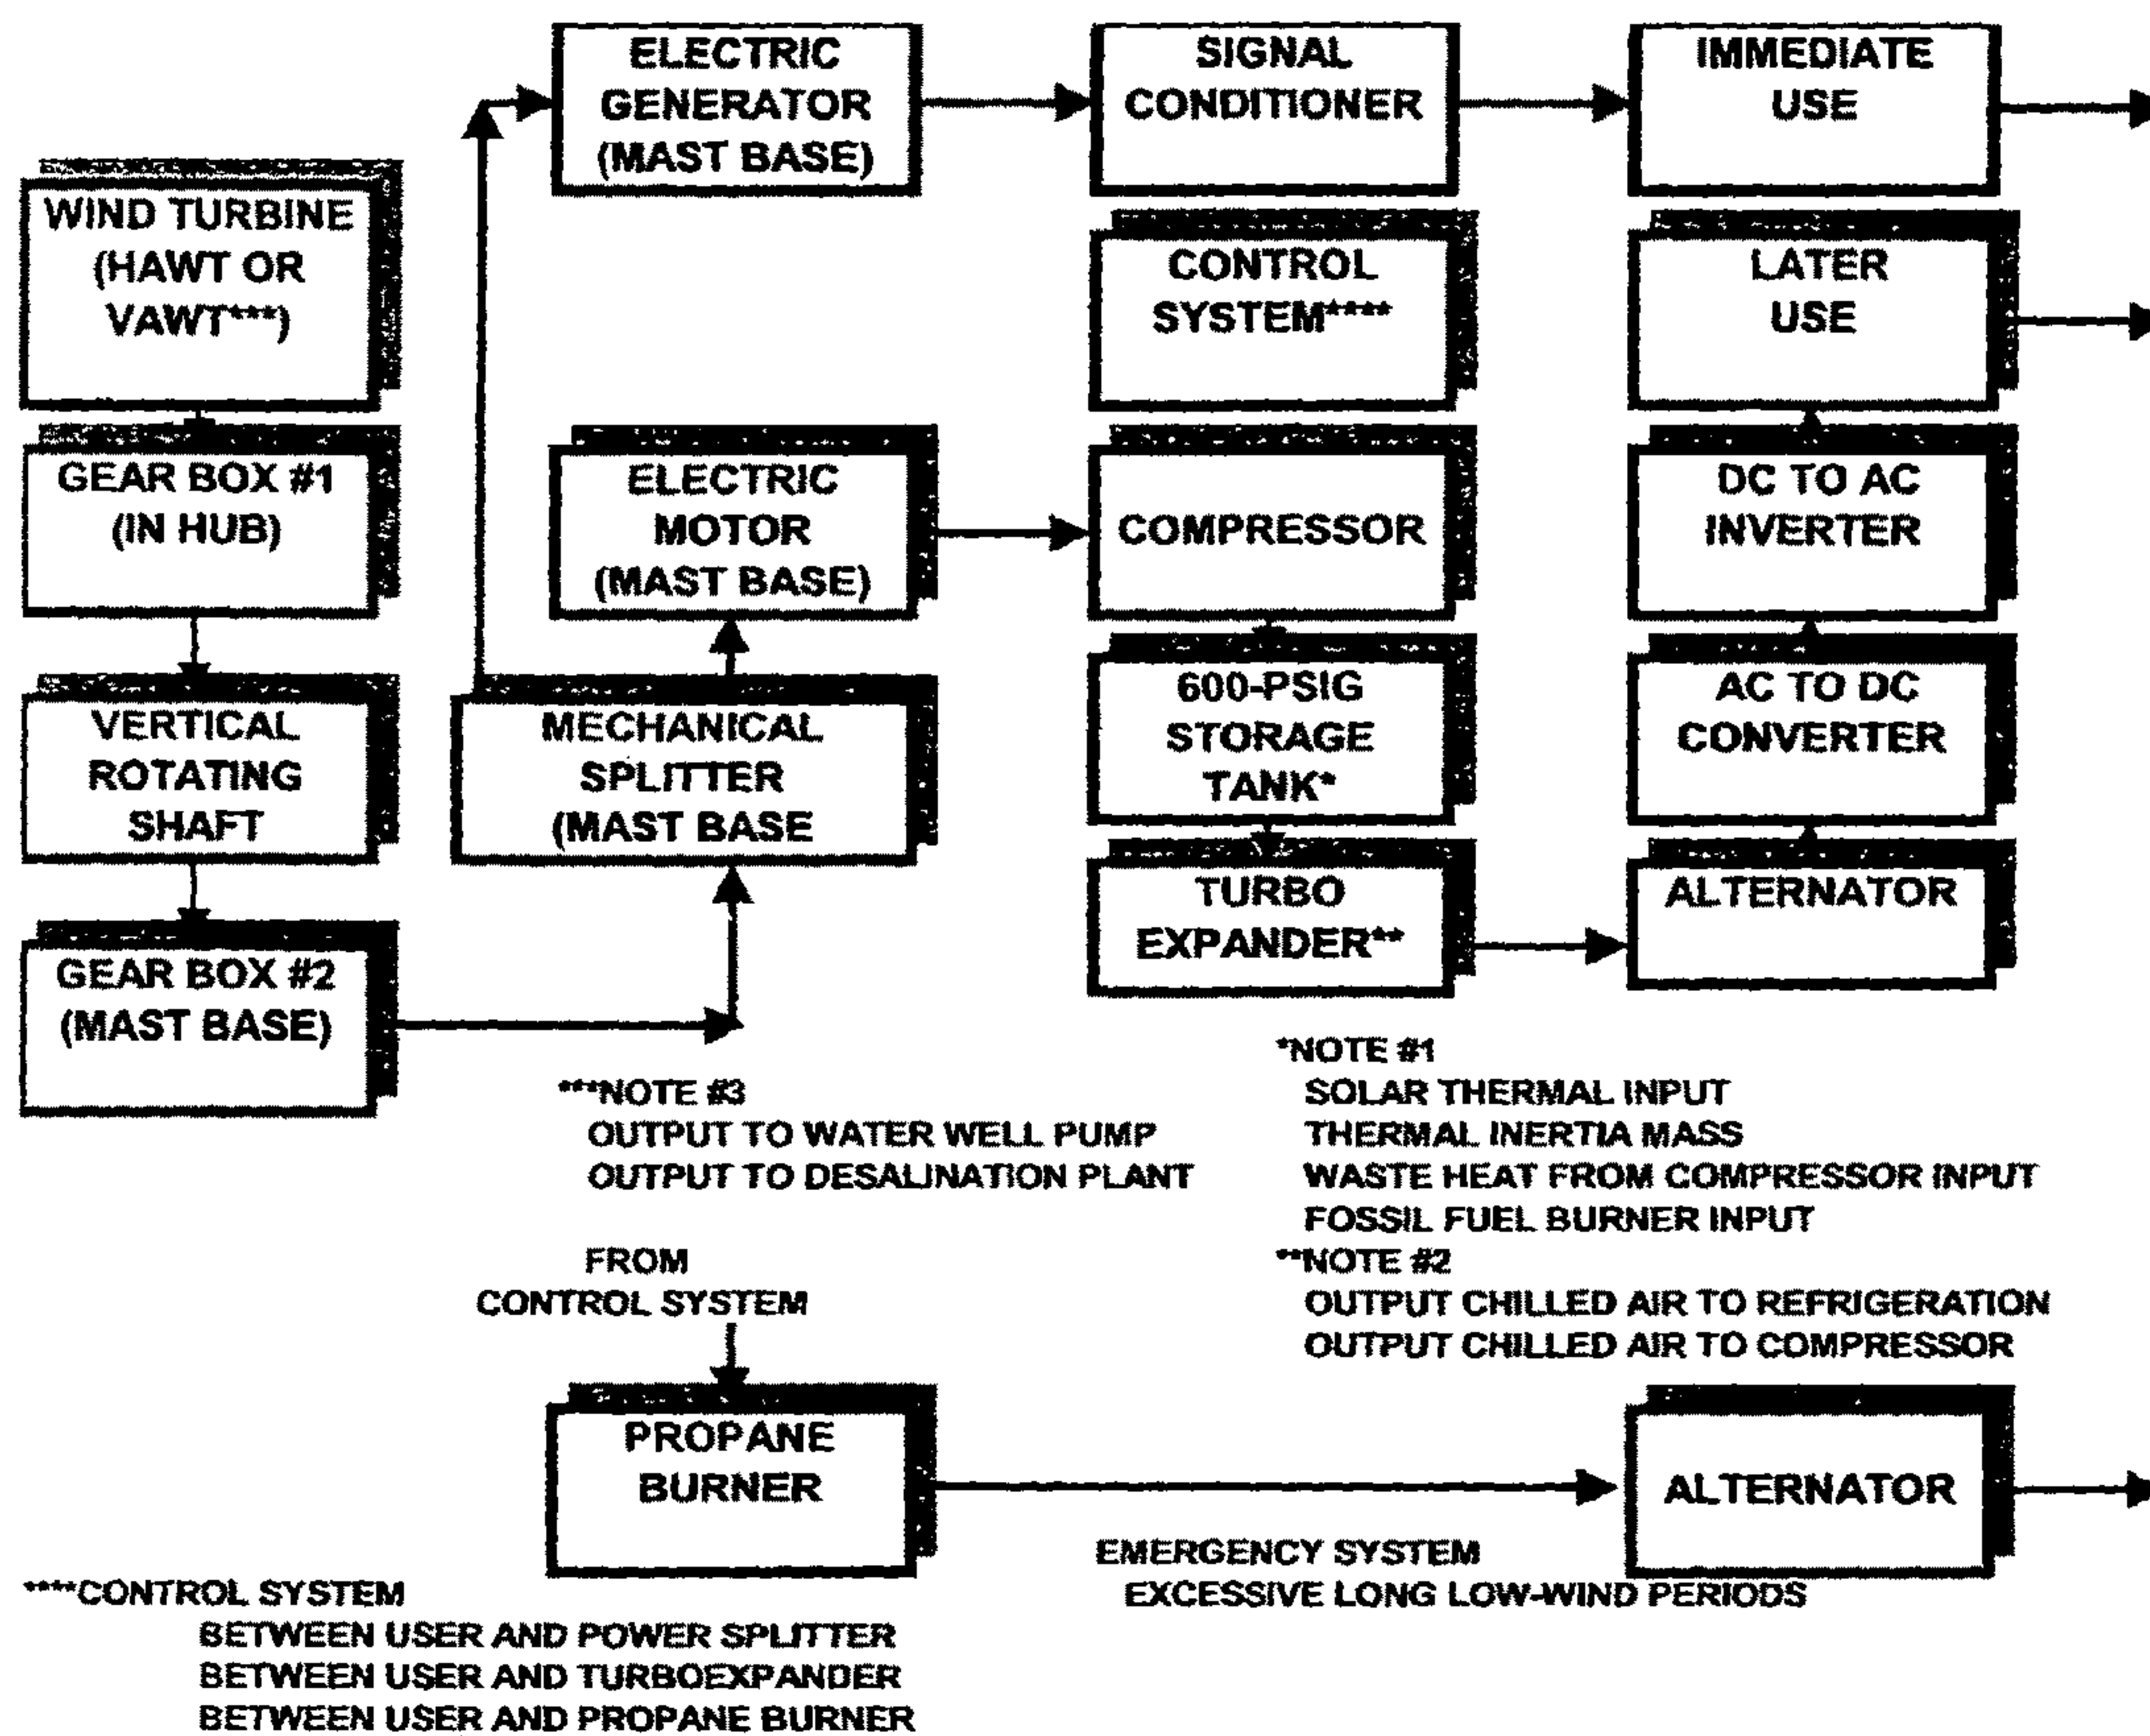 ELECTRIC
GENERATOR
(MAST BASE)
SIGNAL
CONDITIONER
IMMEDIATE
USE
WIND TURBINE
(HAWT OR
VAWT***)
CONTROL
SYSTEM****
LATER
USE
GEAR BOX #1
(IN HUB)
ELECTRIC
MOTOR
(MAST BASE)
COMPRESSOR
DC TO AC
INVERTER
VERTICAL
ROTATING
SHAFT
MECHANICAL
SPLITTER
(MAST BASE
600-PSIG
STORAGE
TANK*
AC TO DC
CONVERTER
GEAR BOX #2
(MAST BASE)
TURBO
EXPANDER**
ALTERNATOR
***NOTE #3
OUTPUT TO WATER WELL PUMP
OUTPUT TO DESALINATION PLANT
*NOTE #1
SOLAR THERMAL INPUT
THERMAL INERTIA MASS
WASTE HEAT FROM COMPRESSOR INPUT
FOSSIL FUEL BURNER INPUT
**NOTE #2
OUTPUT CHILLED AIR TO REFRIGERATION
OUTPUT CHILLED AIR TO COMPRESSOR
FROM
CONTROL SYSTEM
PROPANE
BURNER
ALTERNATOR
EMERGENCY SYSTEM
EXCESSIVE LONG LOW-WIND PERIODS
****CONTROL SYSTEM
BETWEEN USER AND POWER SPLITTER
BETWEEN USER AND TURBOEXPANDER
BETWEEN USER AND PROPANE BURNER